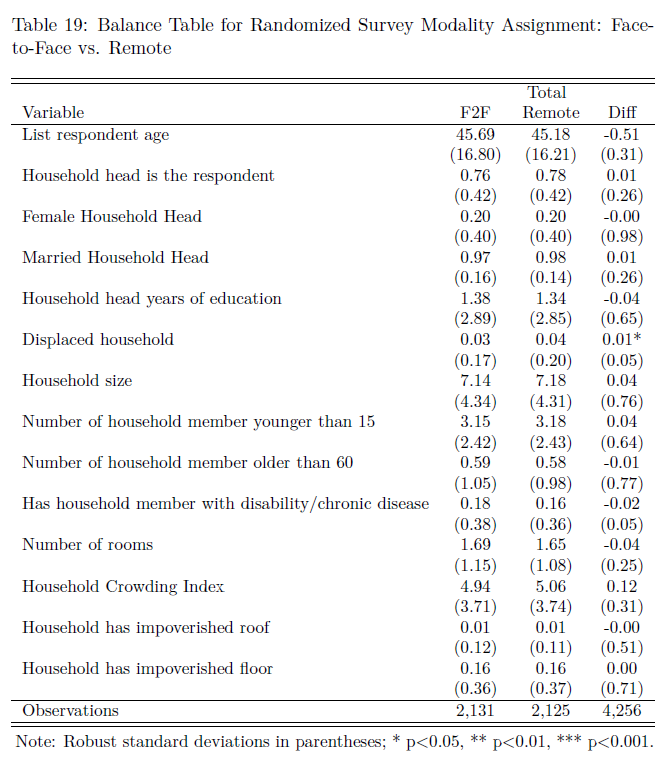 Table 19: Balance Table for Randomized Survey Modality Assignment: Face-
to-Face vs. Remote
Total
Variable F2F Remote Diff
List respondent age 45.69 45.18 -0.51
(16.80) (16.21) (0.31)
Household head is the respondent 0.76 0.78 0.01
(0.42) (0.42) (0.26)
Female Household Head 0.20 0.20 -0.00
(0.40) (0.40) (0.98)
Married Household Head 0.97 0.98 0.01
(0.16) (0.14) (0.26)
Household head years of education 1.38 1.34 -0.04
(2.89) (2.85) (0.65)
Displaced household 0.03 0.04 0.01*
(0.17) (0.20) (0.05)
Household size 7.14 7.18 0.04
(4.34) (4.31) (0.76)
Number of household member younger than 15 3.15 3.18 0.04
(2.42) (2.43) (0.64)
Number of household member older than 60 0.59 0.58 -0.01
(1.05) (0.98) (0.77)
Has household member with disability/chronic disease 0.18 0.16 -0.02
(0.38) (0.36) (0.05)
Number of rooms 1.69 1.65 -0.04
(1.15) (1.08) (0.25)
Household Crowding Index 4.94 5.06 0.12
(3.71) (3.74) (0.31)
Household has impoverished roof 0.01 0.01 -0.00
(0.12) (0.11) (0.51)
Household has impoverished floor 0.16 0.16 0.00
(0.36) (0.37) (0.71)
Observations 2,131 2,125 4,256
Note: Robust standard deviations in parentheses; * p<0.05, ** p<0.01, *** p<0.001.